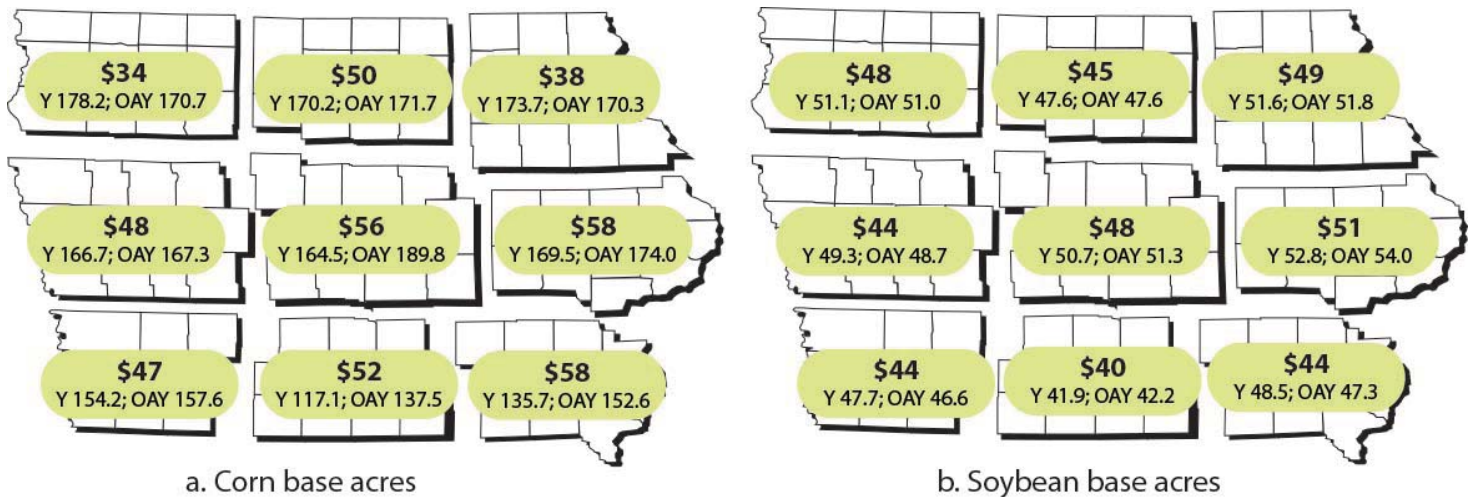 $34
Y 178.2; OAY 170.7
$50
Y 170.2; OAY 171.7
$38
Y 173.7; OAY 170.3
$48
Y 166.7; OAY 167.3
$56
Y 164.5; OAY 189.8
$58
Y 169.5; OAY 174.0
$47
Y 154.2; OAY 157.6
$52
Y 117.1; OAY 137.5
$58
Y 135.7; OAY 152.6
a. Corn base acres
$48
Y 51.1; OAY 51.0
$45
Y 47.6; OAY 47.6
$49
Y 51.6; OAY 51.8
$44
Y 49.3; OAY 48.7
$48
Y 50.7; OAY 51.3
$51
Y 52.8; OAY 54.0
$44
Y 47.7; OAY 46.6
$40
Y 41.9; OAY 42.2
$44
Y 48.5; OAY 47.3
b. Soybean base acres